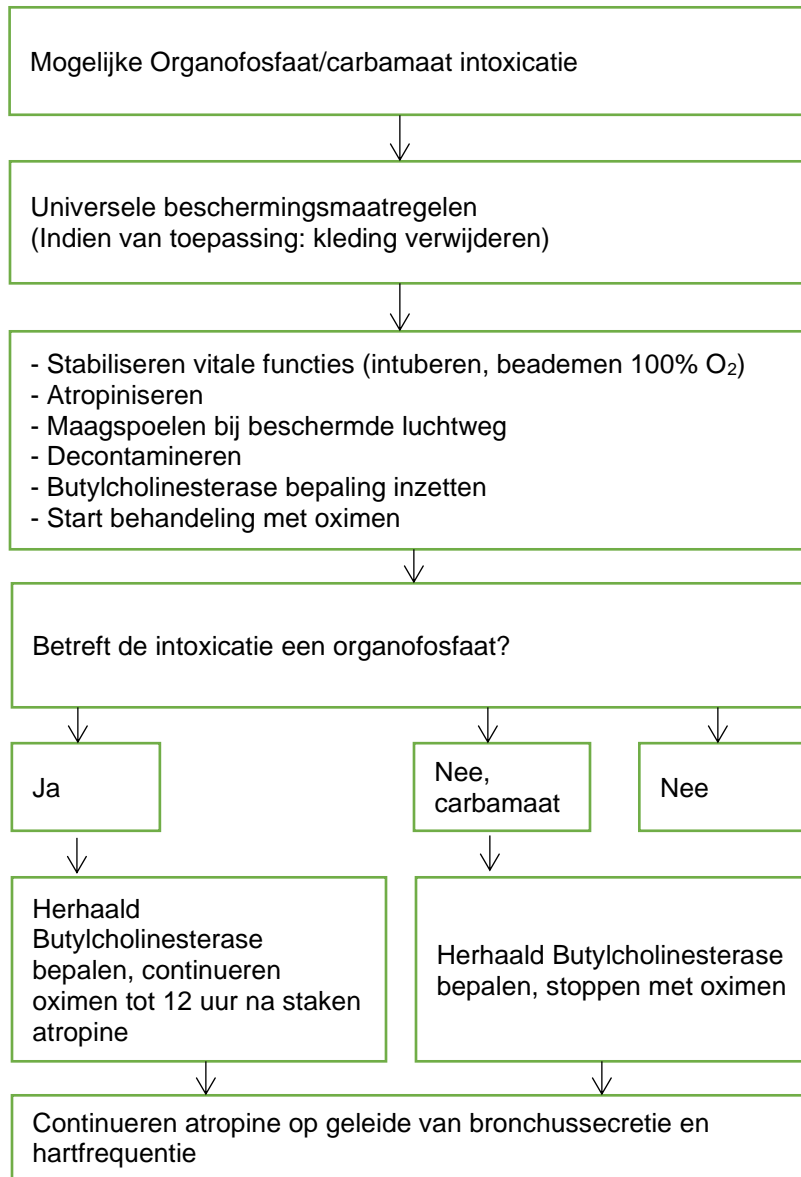 Mogelijke Organofosfaat/carbamaat intoxicatie
Universele beschermingsmaatregelen
(Indien van toepassing: kleding verwijderen)
- Stabiliseren vitale functies (intuberen, beademen 100% O₂)
- Atropiniseren
- Maagspoelen bij beschermde luchtweg
- Decontamineren
- Butylcholinesterase bepaling inzetten
- Start behandeling met oximen
Betreft de intoxicatie een organofosfaat?
Ja
Nee,
carbamaat
Nee
Herhaald
Butylcholinesterase
bepalen, continueren
oximen tot 12 uur na staken
atropine
Herhaald Butylcholinesterase
bepalen, stoppen met oximen
Continueren atropine op geleide van bronchussecretie en
hartfrequentie